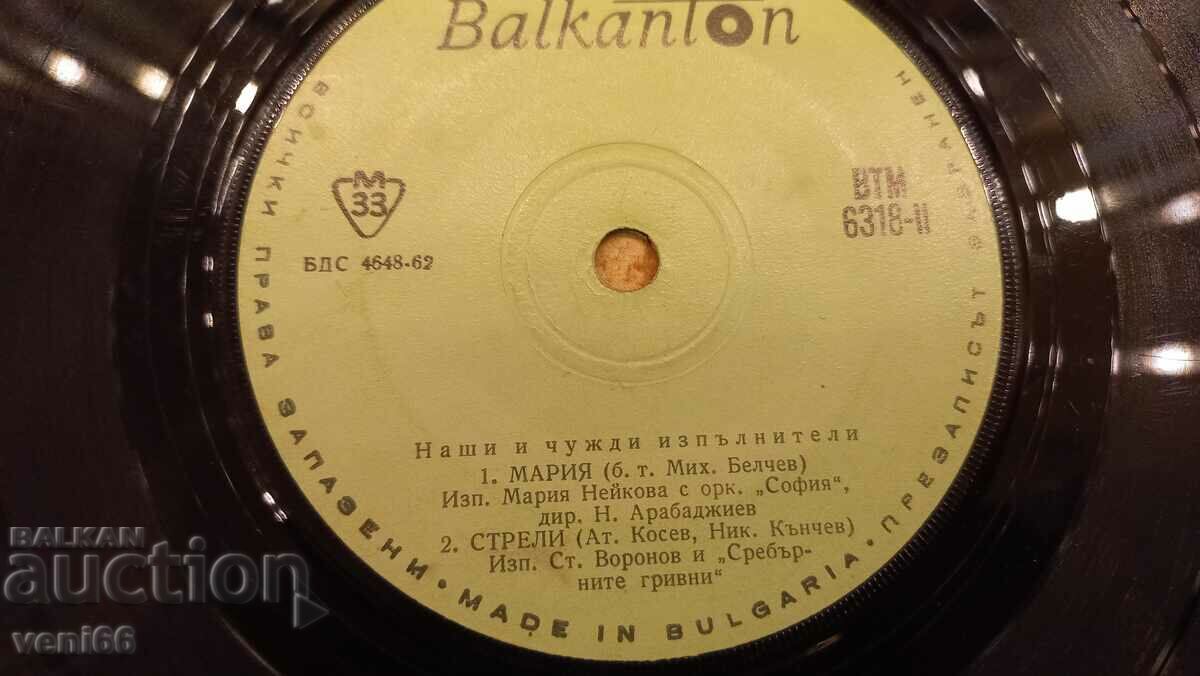 Balkanton
ВСИЧКИ ПРАВА ЗАПАЗЕНИ • MADE IN BULGARIA • ПРЕЗАПИСЪТ ЗАБРАНЕН
M
33
БДС 4648-62
ВТМ
6318-II
Наши и чужди изпълнители
1. МАРИЯ (б. т. Мих. Белчев)
Изп. Мария Нейкова с орк. „София“,
дир. Н. Арабаджиев
2. СТРЕЛИ (Ат. Косев, Ник. Кънчев)
Изп. Ст. Воронов и „Сребър-
ните гривни“
BALKAN
auction
veni66